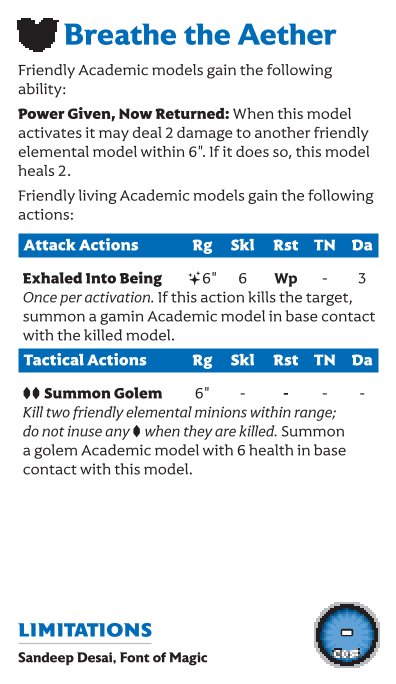 Breathe the Aether
Friendly Academic models gain the following
ability:
Power Given, Now Returned: When this model
activates it may deal 2 damage to another friendly
elemental model within 6". If it does so, this model
heals 2.
Friendly living Academic models gain the following
actions:
Attack Actions Rg Skl Rst TN Da
Exhaled Into Being 6" 6 Wp - 3
Once per activation. If this action kills the target,
summon a gamin Academic model in base contact
with the killed model.
Tactical Actions Rg Skl Rst TN Da
Summon Golem 6" - - - -
Kill two friendly elemental minions within range;
do not inuse any when they are killed. Summon
a golem Academic model with 6 health in base
contact with this model.
LIMITATIONS
Sandeep Desai, Font of Magic
-
COST